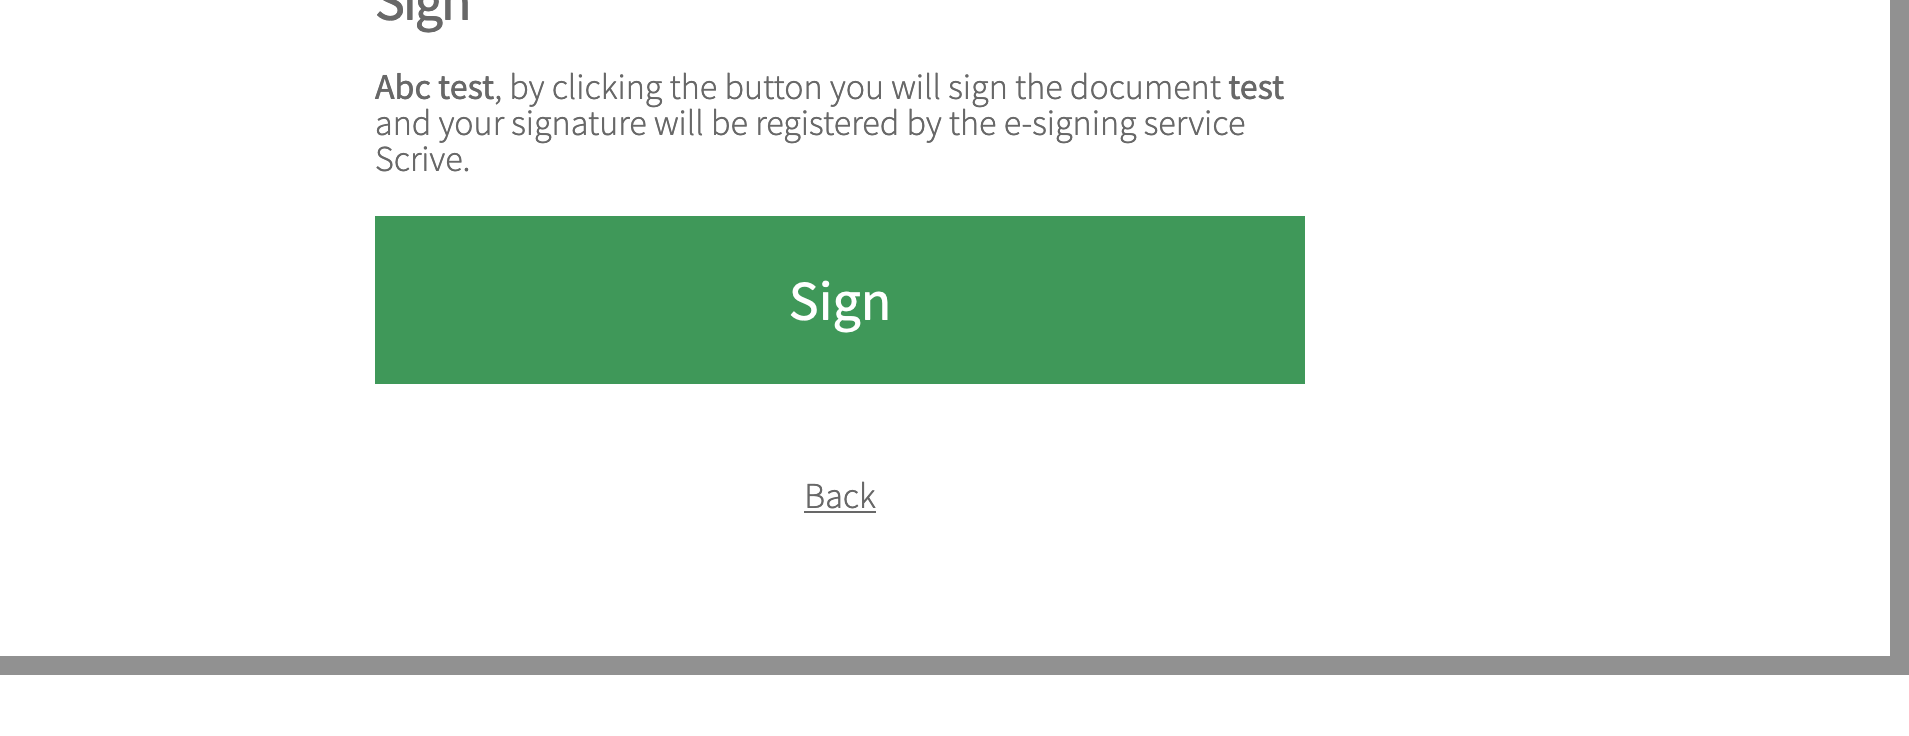 Sign
Abc test, by clicking the button you will sign the document test
and your signature will be registered by the e-signing service
Scrive.
Sign
Back